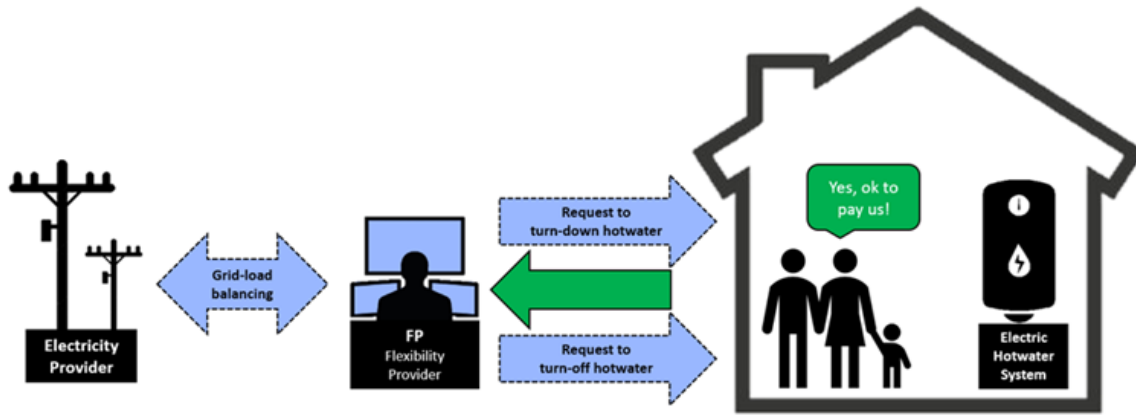 Electricity
Provider
Grid-load
balancing
FP
Flexibility
Provider
Request to
turn-down hotwater
Request to
turn-off hotwater
Yes, ok to
pay us!
Electric
Hotwater
System